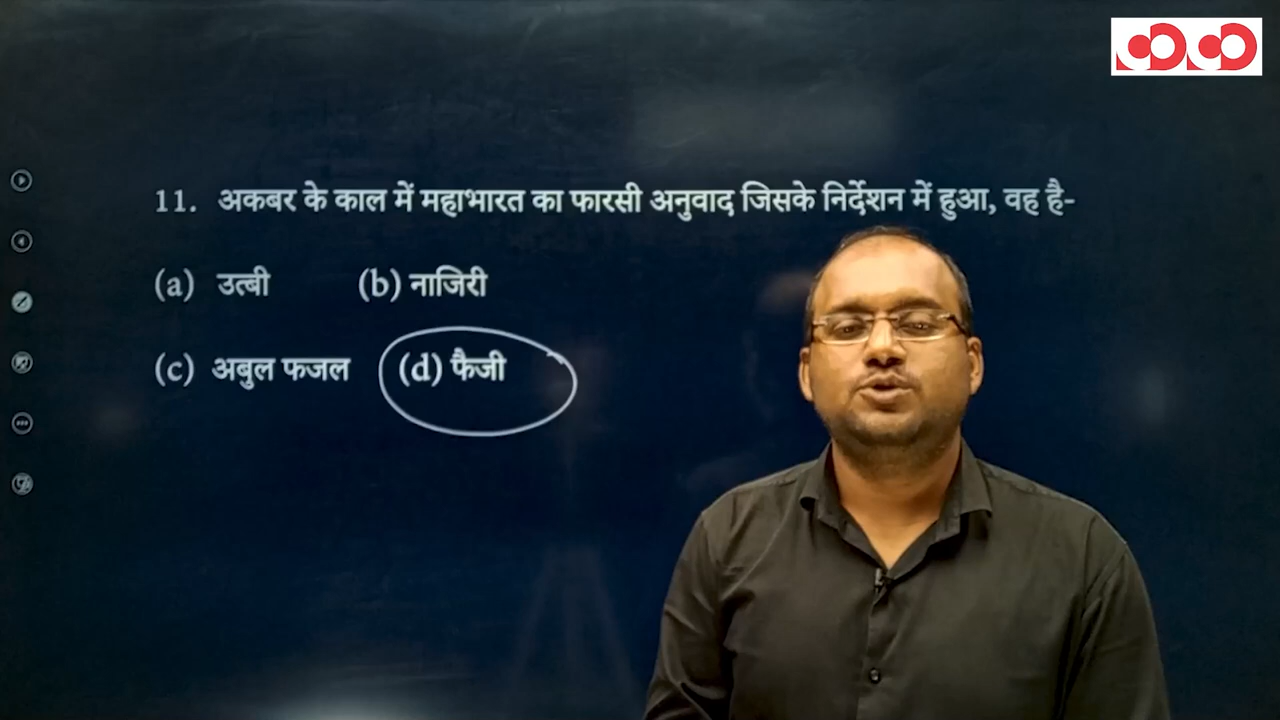 11. अकबर के काल में महाभारत का फारसी अनुवाद जिसके निर्देशन में हुआ, वह है-
(a) उत्बी (b) नाजिरी
(c) अबुल फजल (d) फैजी